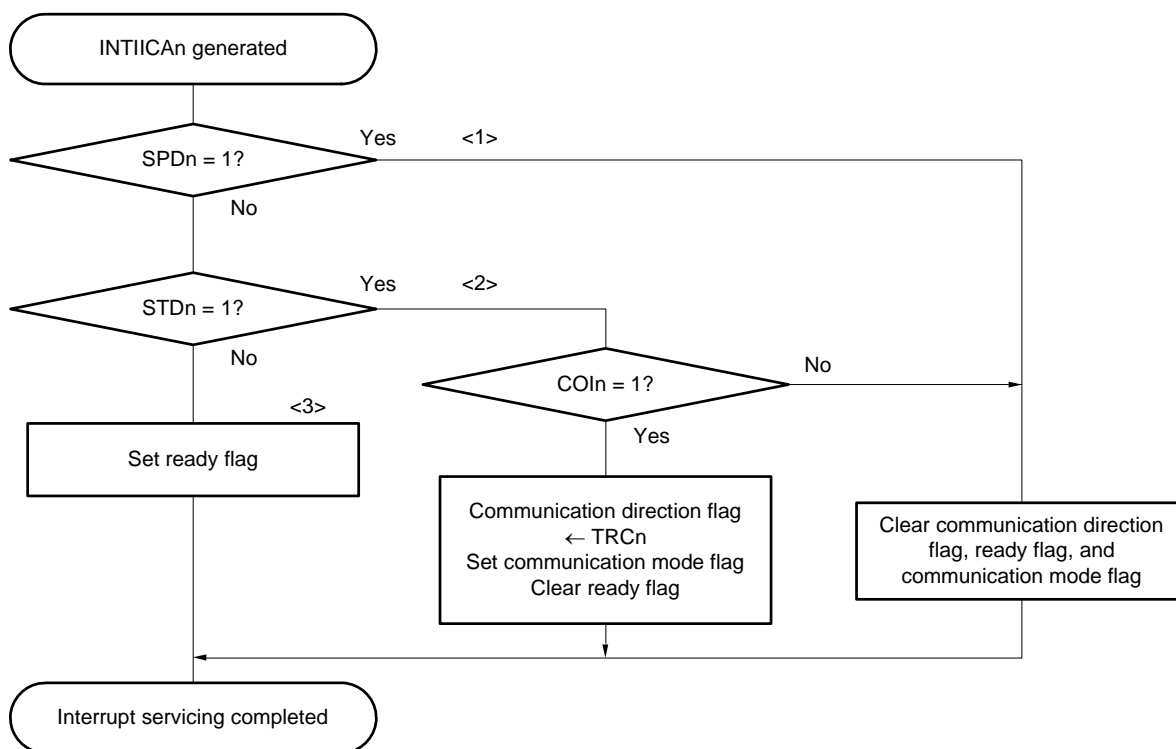 INTIICAn generated
Yes <1>
SPDn = 1?
No
Yes <2>
STDn = 1?
No
COIn = 1?
No
Yes
<3>
Set ready flag
Communication direction flag
← TRCn
Set communication mode flag
Clear ready flag
Clear communication direction
flag, ready flag, and
communication mode flag
Interrupt servicing completed